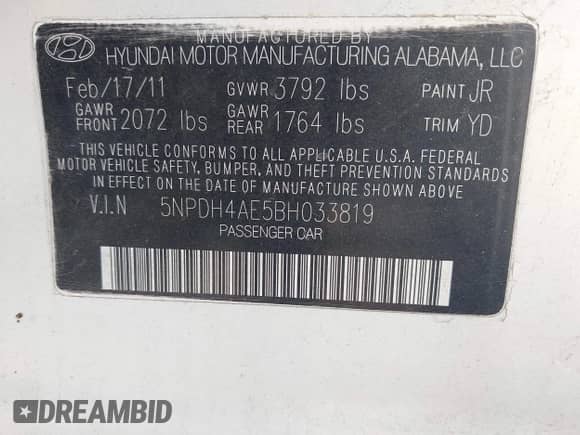 MANUFACTURED BY
HYUNDAI MOTOR MANUFACTURING ALABAMA, LLC
Feb/17/11 GVWR 3792 lbs PAINT JR
GAWR FRONT 2072 lbs GAWR REAR 1764 lbs TRIM YD
THIS VEHICLE CONFORMS TO ALL APPLICABLE U.S.A. FEDERAL
MOTOR VEHICLE SAFETY, BUMPER, AND THEFT PREVENTION STANDARDS
IN EFFECT ON THE DATE OF MANUFACTURE SHOWN ABOVE
V.I.N 5NPDH4AE5BH033819
PASSENGER CAR
DREAMBID